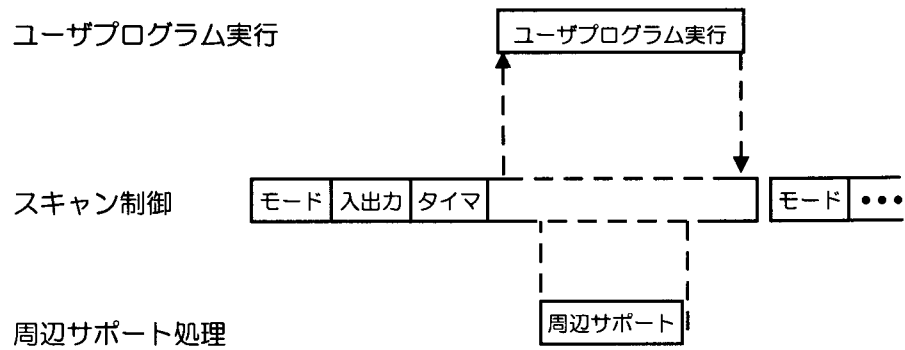 ユーザプログラム実行
ユーザプログラム実行
スキャン制御
モード 入出力 タイマ
モード •••
周辺サポート処理
周辺サポート